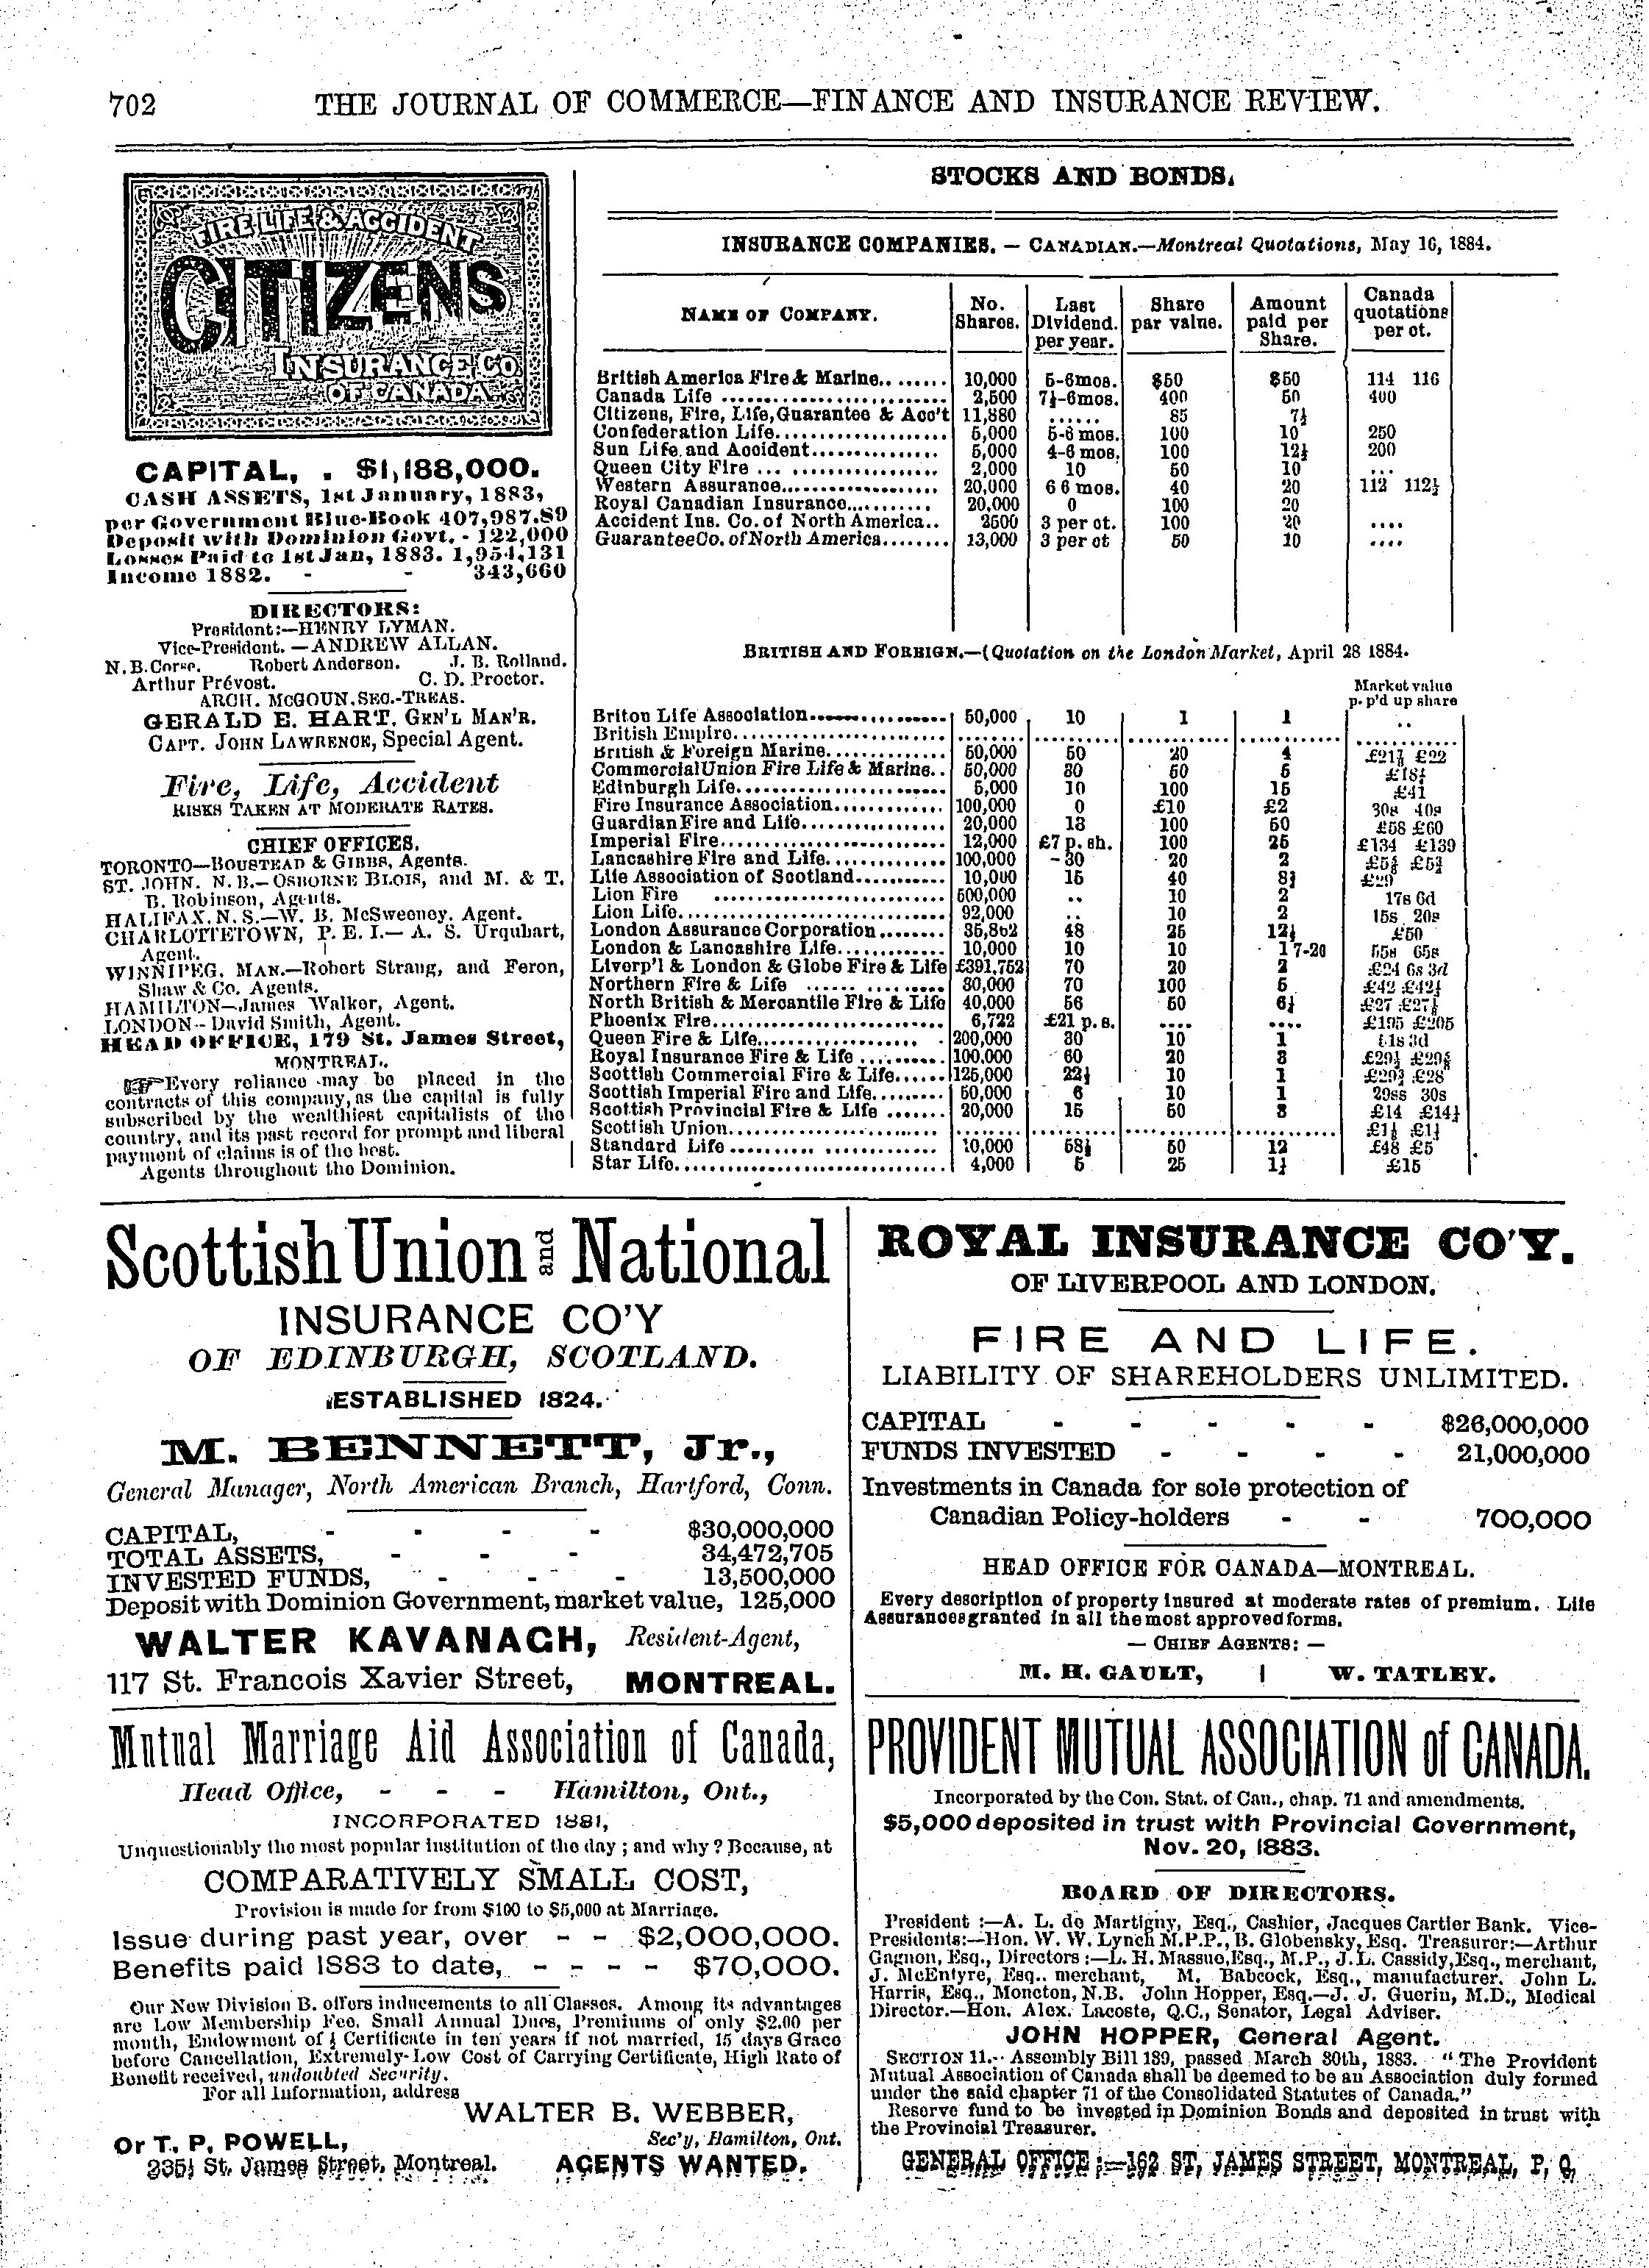 702 THE JOURNAL OF COMMERCE—FINANCE AND INSURANCE REVIEW.
FIRE LIFE & ACCIDENT
CITIZENS
INSURANCE CO.
OF CANADA
CAPITAL, . $1,188,000.
CASH ASSETS, 1st January, 1883,
per Government Blue-Book 407,987.89
Deposit with Dominion Govt. - 122,000
Losses Paid to 1st Jan, 1883. 1,954,131
Income 1882. - - 343,660
DIRECTORS:
President:—HENRY LYMAN.
Vice-President. —ANDREW ALLAN.
N.B.Corse. Robert Anderson. J. B. Rolland.
Arthur Prévost. C. D. Proctor.
ARCH. MCGOUN, SEC.-TREAS.
GERALD E. HART, GEN'L MAN'R.
CAPT. JOHN LAWRENCE, Special Agent.
Fire, Life, Accident
RISKS TAKEN AT MODERATE RATES.
CHIEF OFFICES.
TORONTO—BOUSTEAD & GIBBS, Agents.
ST. JOHN. N. B.—OSBORNE BLOIS, and M. & T.
B. Robinson, Agents.
HALIFAX, N. S.—W. B. McSweeney, Agent.
CHARLOTTETOWN, P. E. I.— A. S. Urquhart,
Agent.
WINNIPEG, MAN.—Robert Strang, and Feron,
Shaw & Co. Agents.
HAMILTON—James Walker, Agent.
LONDON—David Smith, Agent.
HEAD OFFICE, 179 St. James Street,
MONTREAL.
Every reliance may be placed in the
contracts of this company, as the capital is fully
subscribed by the wealthiest capitalists of the
country, and its past record for prompt and liberal
payment of claims is of the best.
Agents throughout the Dominion.
STOCKS AND BONDS.
INSURANCE COMPANIES. — CANADIAN.—Montreal Quotations, May 16, 1884.
NAME OF COMPANY. No. Shares. Last Dividend. per year. Share par value. Amount paid per Share. Canada quotations per ct.
British America Fire & Marine........ 10,000 5-6mos. $50 $50 114 116
Canada Life ........ 2,500 7½-6mos. 400 50 400
Citizens, Fire, Life, Guarantee & Acc't 11,880 ...... 85 7½
Confederation Life........ 5,000 5-6 mos. 100 10 250
Sun Life and Accident........ 5,000 4-6 mos. 100 12½ 200
Queen City Fire ........ 2,000 10 50 10 ...
Western Assurance........ 20,000 6 6 mos. 40 20 112 112½
Royal Canadian Insurance........ 20,000 0 100 20
Accident Ins. Co. of North America.. 2500 3 per ct. 100 20 ....
Guarantee Co. of North America........ 13,000 3 per ct 50 10 ....
BRITISH AND FOREIGN.—(Quotation on the London Market, April 28 1884.
Market value
p. p'd up share
Briton Life Association........ 50,000 10 1 1 ..
British Empire........
British & Foreign Marine........ 50,000 50 20 4 £22
Commercial Union Fire Life & Marine.. 50,000 30 50 5
Edinburgh Life........ 5,000 10 100 15 £41
Fire Insurance Association........ 100,000 0 £10 £2 30s 40s
Guardian Fire and Life........ 20,000 13 100 50 £58 £60
Imperial Fire........ 12,000 £7 p. sh. 100 25 £134 £139
Lancashire Fire and Life........ 100,000 30 20 2
Life Association of Scotland........ 10,000 15 40 £29
Lion Fire ........ 500,000 .. 10 2 17s 6d
Lion Life........ 92,000 .. 10 2 15s 20s
London Assurance Corporation ........ 35,862 48 25 12½ £50
London & Lancashire Life........ 10,000 10 10 1 7-20 55s 65s
Liverp'l & London & Globe Fire & Life £391,752 70 20 2 £24 6s 3d
Northern Fire & Life ........ 30,000 70 100 5 £42 £42½
North British & Mercantile Fire & Life 40,000 56 50 6¼ £27
Phoenix Fire........ 6,722 £21 p. s. .... .... £195 £205
Queen Fire & Life........ 200,000 30 10 1
Royal Insurance Fire & Life ........ 100,000 60 20 3
Scottish Commercial Fire & Life...... 125,000 22½ 10 1 £28
Scottish Imperial Fire and Life........ 50,000 6 10 1 30s
Scottish Provincial Fire & Life ....... 20,000 15 50 3 £14
Scottish Union........
Standard Life ........ 10,000 58½ 50 12 £48 £5
Star Life........ 4,000 5 25 1¼ £15
Scottish Union and National
INSURANCE CO'Y
OF EDINBURGH, SCOTLAND.
ESTABLISHED 1824.
M. BENNETT, Jr.,
General Manager, North American Branch, Hartford, Conn.
CAPITAL, - - - - $30,000,000
TOTAL ASSETS, - - - 34,472,705
INVESTED FUNDS, - - - 13,500,000
Deposit with Dominion Government, market value, 125,000
WALTER KAVANAGH, Resident-Agent,
117 St. Francois Xavier Street, MONTREAL.
ROYAL INSURANCE CO'Y.
OF LIVERPOOL AND LONDON.
FIRE AND LIFE.
LIABILITY OF SHAREHOLDERS UNLIMITED.
CAPITAL - - - - - $26,000,000
FUNDS INVESTED - - - - 21,000,000
Investments in Canada for sole protection of
Canadian Policy-holders - - 700,000
HEAD OFFICE FOR CANADA—MONTREAL.
Every description of property insured at moderate rates of premium. Life
Assurances granted in all the most approved forms.
— CHIEF AGENTS: —
M. H. GAULT, | W. TATLEY.
Mutual Marriage Aid Association of Canada,
Head Office, - - - Hamilton, Ont.,
INCORPORATED 1881,
Unquestionably the most popular institution of the day ; and why ? Because, at
COMPARATIVELY SMALL COST,
Provision is made for from $100 to $5,000 at Marriage.
Issue during past year, over - - $2,000,000.
Benefits paid 1883 to date, - - - - $70,000.
Our New Division B. offers inducements to all Classes. Among its advantages
are Low Membership Fee, Small Annual Dues, Premiums of only $2.00 per
month, Endowment of ½ Certificate in ten years if not married, 15 days Grace
before Cancellation, Extremely Low Cost of Carrying Certificate, High Rate of
Benefit received, undoubted Security.
For all Information, address
WALTER B. WEBBER,
Sec'y, Hamilton, Ont.
Or T. P. POWELL,
235½ St. James Street, Montreal. AGENTS WANTED.
PROVIDENT MUTUAL ASSOCIATION of CANADA.
Incorporated by the Con. Stat. of Can., chap. 71 and amendments.
$5,000 deposited in trust with Provincial Government,
Nov. 20, 1883.
BOARD OF DIRECTORS.
President :—A. L. de Martigny, Esq., Cashier, Jacques Cartier Bank. Vice-
Presidents:—Hon. W. W. Lynch M.P.P., B. Globensky, Esq. Treasurer:—Arthur
Gagnon, Esq., Directors :—L. H. Massue, Esq., M.P., J.L. Cassidy, Esq., merchant,
J. McEntyre, Esq.. merchant, M. Babcock, Esq., manufacturer. John L.
Harris, Esq., Moncton, N.B. John Hopper, Esq.—J. J. Guerin, M.D., Medical
Director.—Hon. Alex. Lacoste, Q.C., Senator, Legal Adviser.
JOHN HOPPER, General Agent.
SECTION 11.-- Assembly Bill 189, passed March 30th, 1883. "The Provident
Mutual Association of Canada shall be deemed to be an Association duly formed
under the said chapter 71 of the Consolidated Statutes of Canada."
Reserve fund to be invested in Dominion Bonds and deposited in trust with
the Provincial Treasurer.
GENERAL OFFICE :—162 ST. JAMES STREET, MONTREAL, P. Q.